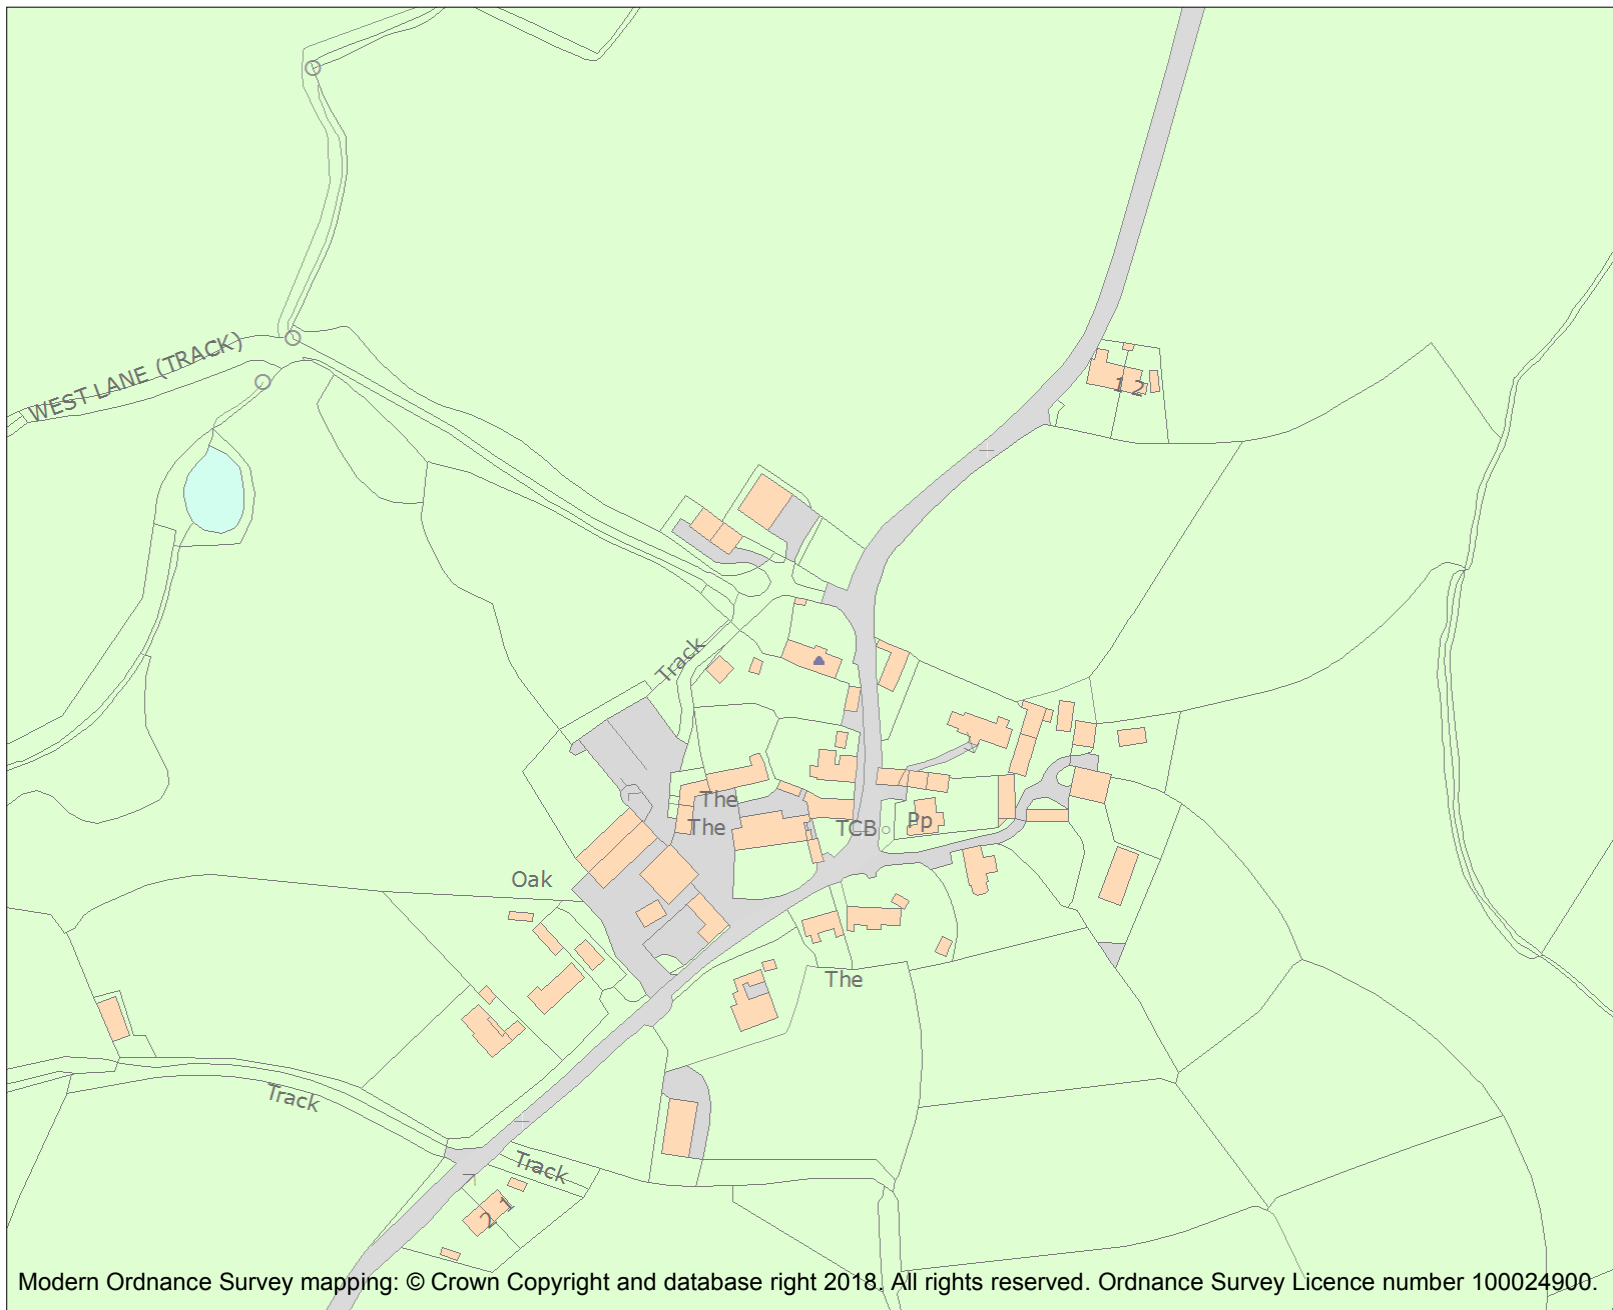 WEST LANE (TRACK)
1 2
Track
The
The
TCB
Pp
Oak
The
Track
Track
2 1
Modern Ordnance Survey mapping: © Crown Copyright and database right 2018. All rights reserved. Ordnance Survey Licence number 100024900.